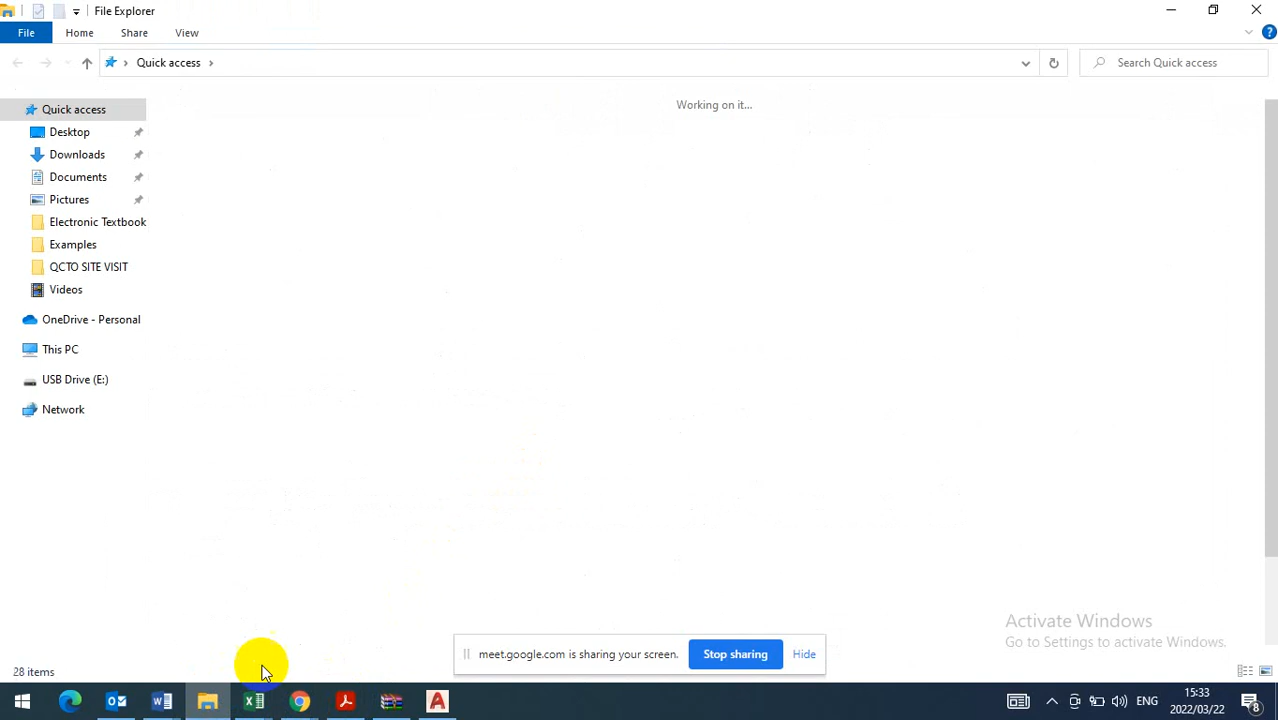 File Explorer
File Home Share View
Quick access
Search Quick access
Quick access
Working on it...
Desktop
Downloads
Documents
Pictures
Electronic Textbook
Examples
QCTO SITE VISIT
Videos
OneDrive - Personal
This PC
USB Drive (E:)
Network
Activate Windows
Go to Settings to activate Windows.
meet.google.com is sharing your screen. Stop sharing Hide
28 items
ENG
15:33
2022/03/22
8